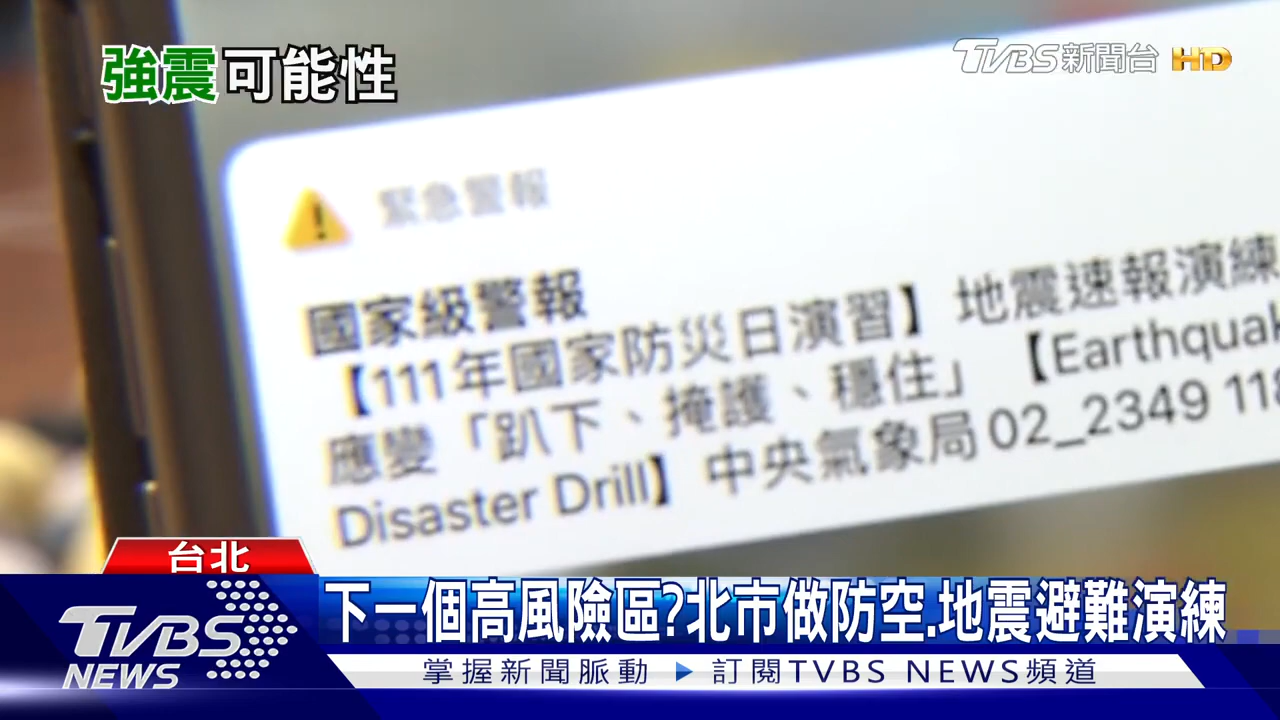 強震可能性
TVBS新聞台 HD
緊急警報
國家級警報
【111年國家防災日演習】地震速報演練
應變「趴下、掩護、穩住」【Earthqual
Disaster Drill】中央氣象局 02_2349 118
台北
下一個高風險區?北市做防空.地震避難演練
TVBS
NEWS
掌握新聞脈動 ▶ 訂閱TVBS NEWS頻道